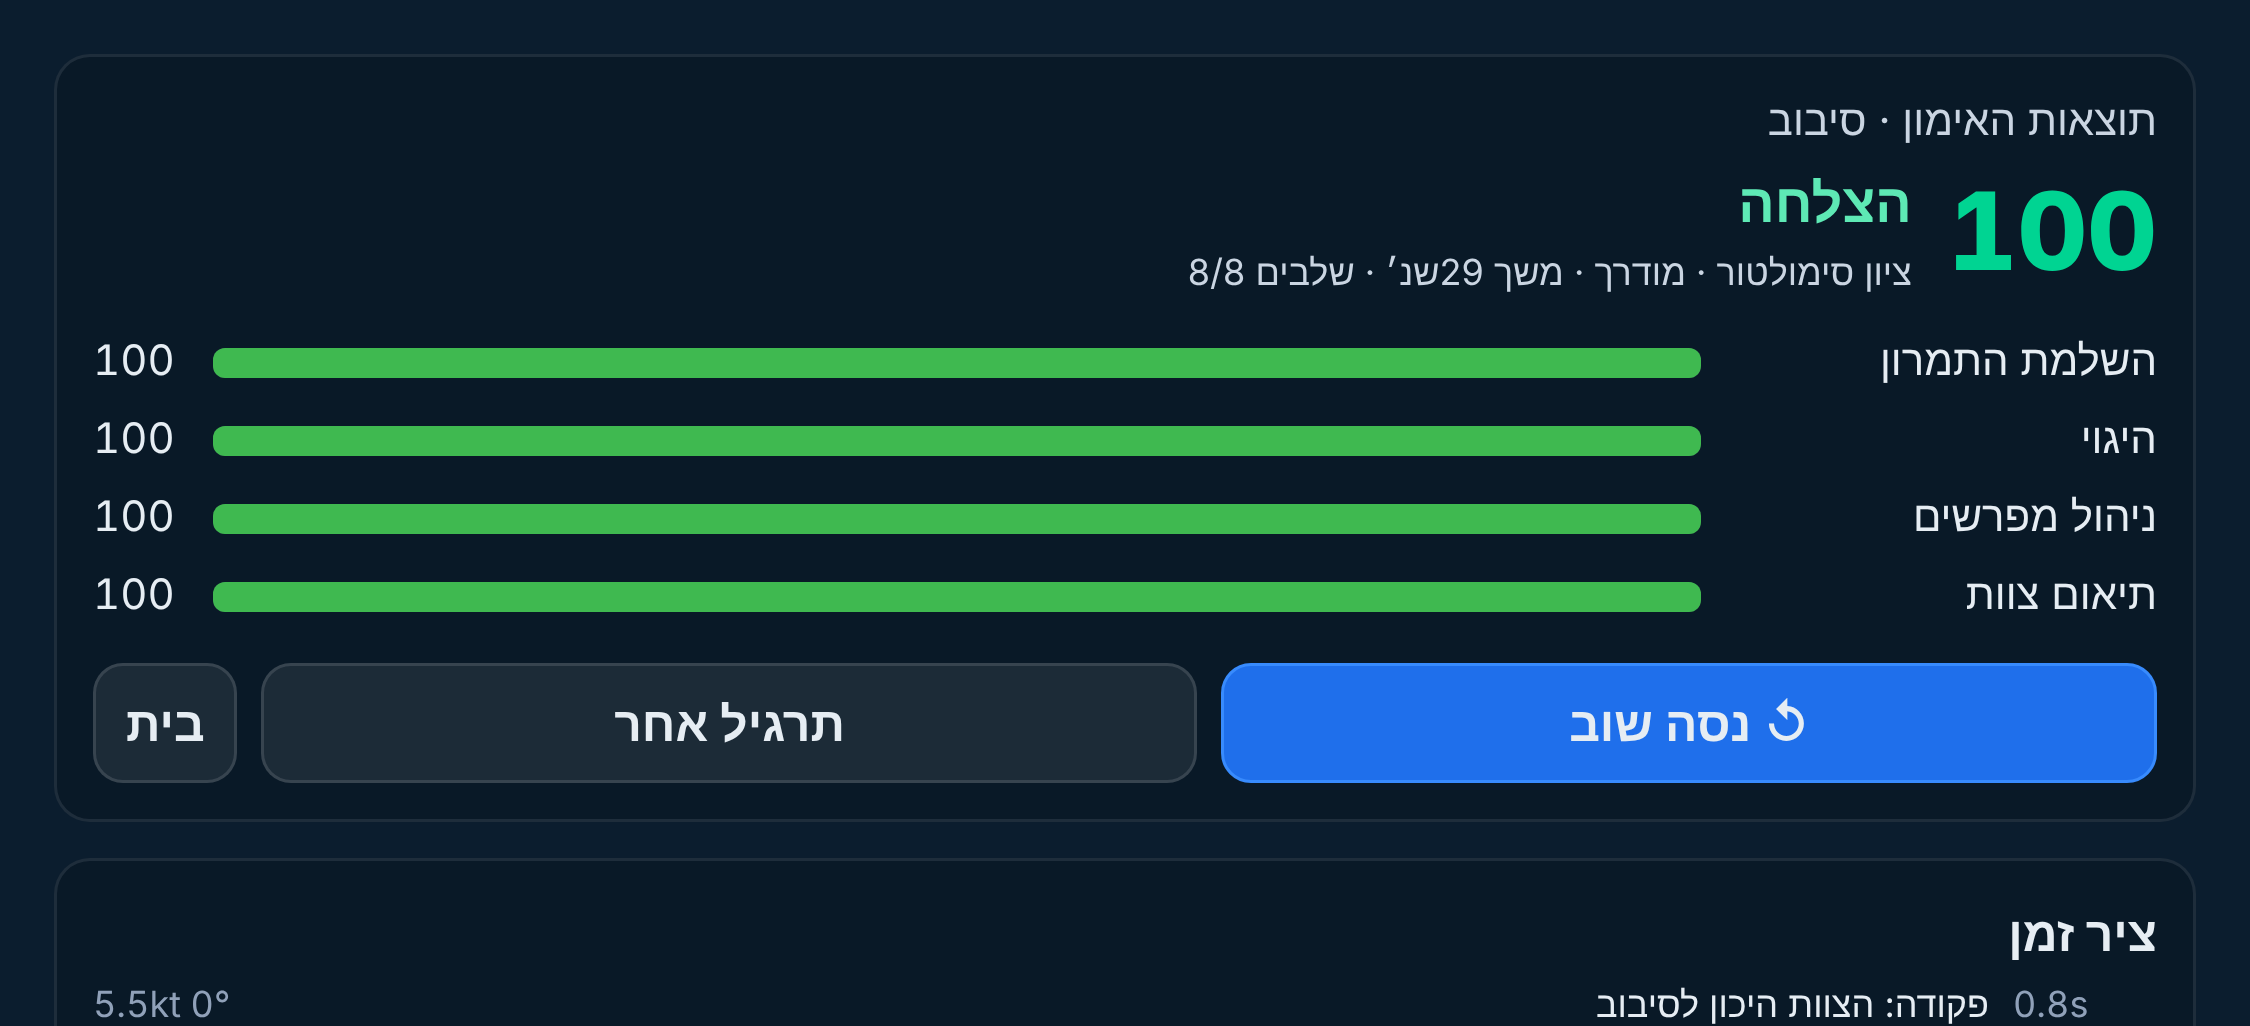 תוצאות האימון · סיבוב
100 הצלחה
ציון סימולטור · מודרך · משך 29שנ׳ · שלבים 8/8
השלמת התמרון 100
היגוי 100
ניהול מפרשים 100
תיאום צוות 100
נסה שוב תרגיל אחר בית
ציר זמן
0.8s פקודה: הצוות היכון לסיבוב 5.5kt 0°